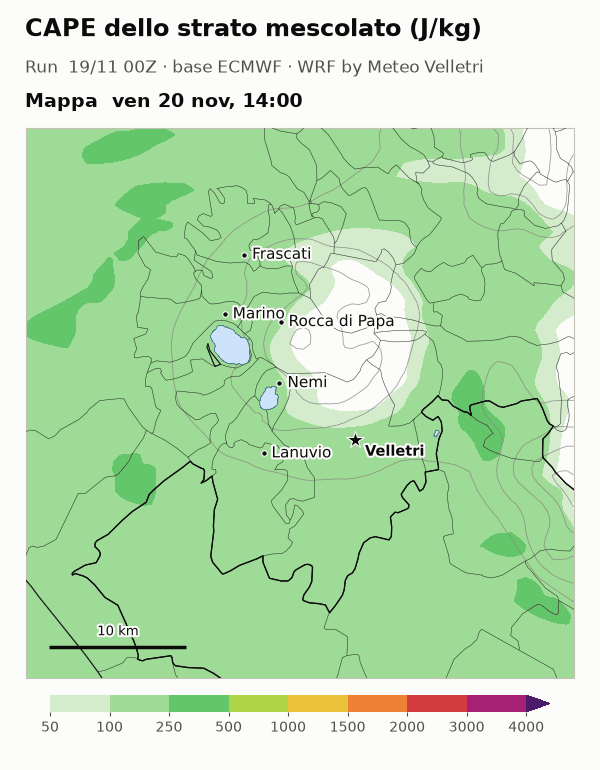 CAPE dello strato mescolato (J/kg)
Run  19/11 00Z · base ECMWF · WRF by Meteo Velletri
Mappa  ven 20 nov, 14:00
Frascati
Marino
Rocca di Papa
Nemi
Velletri
Lanuvio
10 km
50 100 250 500 1000 1500 2000 3000 4000